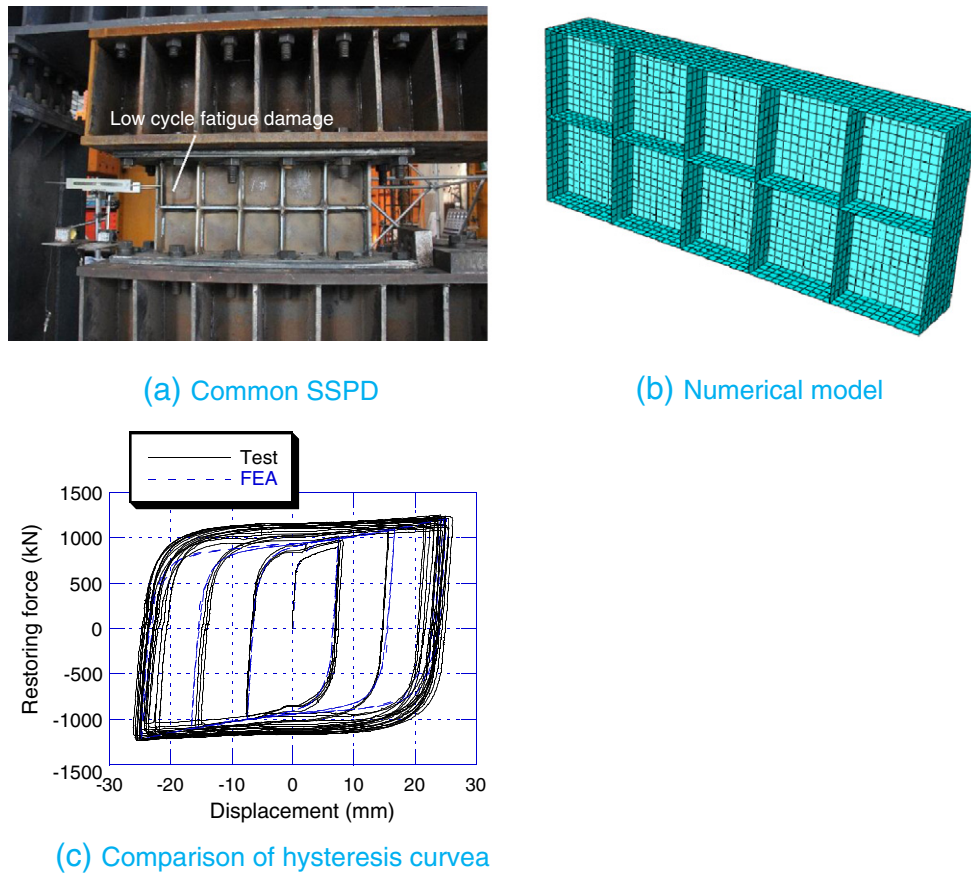 Low cycle fatigue damage
(a) Common SSPD
(b) Numerical model
Test
FEA
1500
1000
500
0
-500
-1000
-1500
Restoring force (kN)
-30 -20 -10 0 10 20 30
Displacement (mm)
(c) Comparison of hysteresis curvea